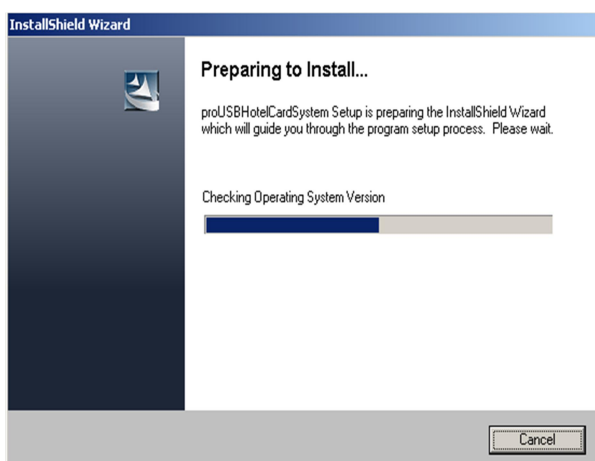 InstallShield Wizard
Preparing to Install...
proUSBHotelCardSystem Setup is preparing the InstallShield Wizard
which will guide you through the program setup process. Please wait.
Checking Operating System Version
Cancel